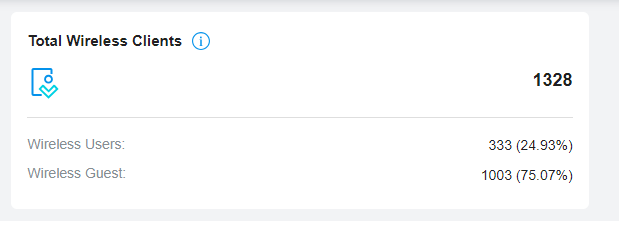 Total Wireless Clients
1328
Wireless Users: 333 (24.93%)
Wireless Guest: 1003 (75.07%)